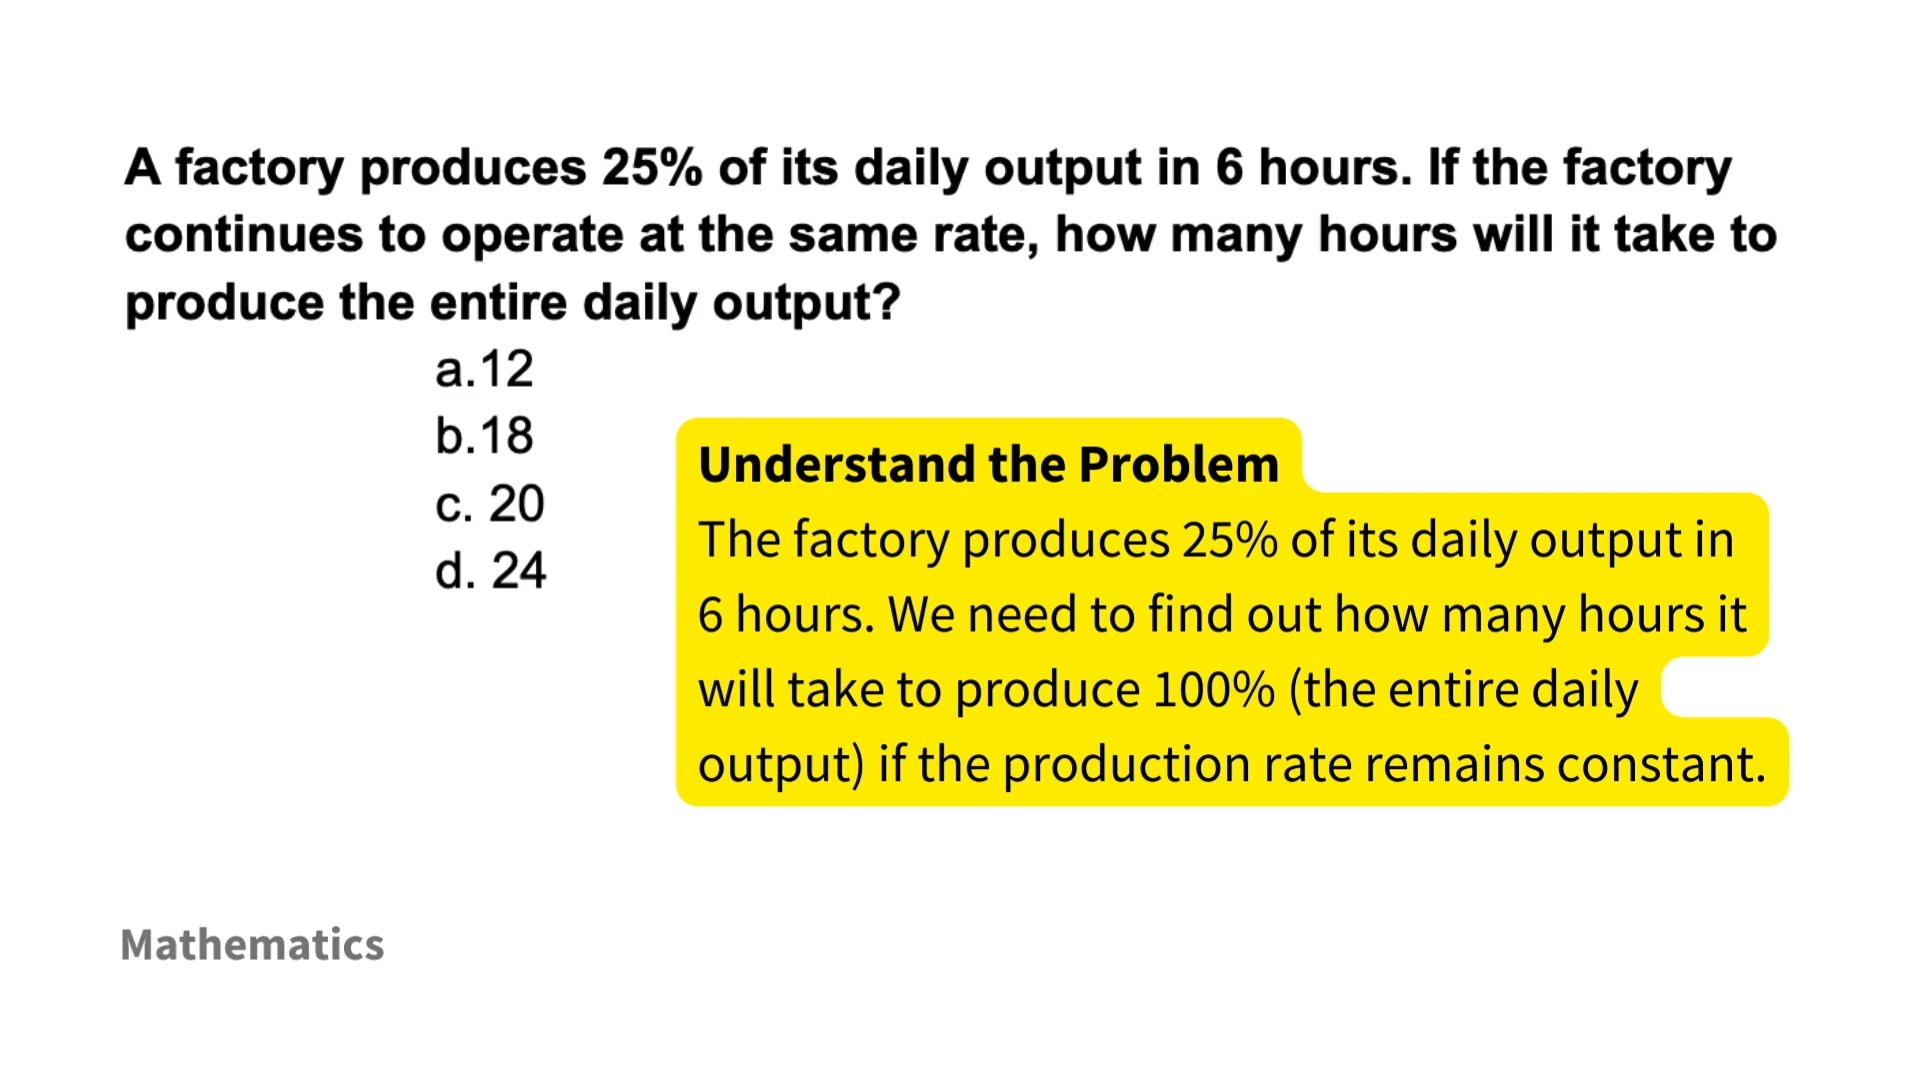 A factory produces 25% of its daily output in 6 hours. If the factory
continues to operate at the same rate, how many hours will it take to
produce the entire daily output?
a.12
b.18
c. 20
d. 24
Understand the Problem
The factory produces 25% of its daily output in
6 hours. We need to find out how many hours it
will take to produce 100% (the entire daily
output) if the production rate remains constant.
Mathematics